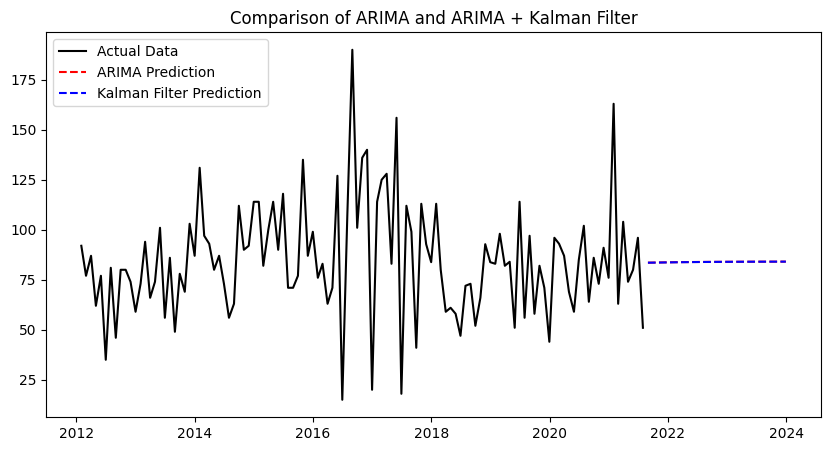 Comparison of ARIMA and ARIMA + Kalman Filter
Actual Data
ARIMA Prediction
Kalman Filter Prediction
175
150
125
100
75
50
25
2012 2014 2016 2018 2020 2022 2024